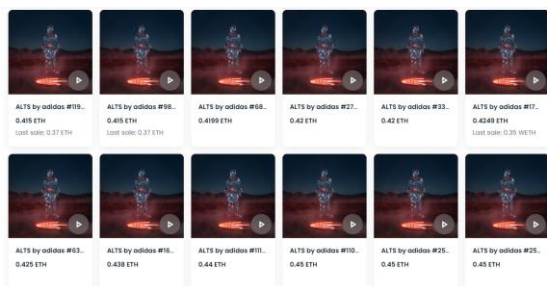 ALTS by adidas #119...
ALTS by adidas #98...
ALTS by adidas #68...
ALTS by adidas #27...
ALTS by adidas #33...
ALTS by adidas #17...
0.415 ETH
0.415 ETH
0.4199 ETH
0.42 ETH
0.42 ETH
0.4249 ETH
Last sale: 0.37 ETH
Last sale: 0.37 ETH
Last sale: 0.35 WETH
ALTS by adidas #63...
ALTS by adidas #16...
ALTS by adidas #111...
ALTS by adidas #110...
ALTS by adidas #25...
ALTS by adidas #25...
0.425 ETH
0.438 ETH
0.44 ETH
0.45 ETH
0.45 ETH
0.45 ETH